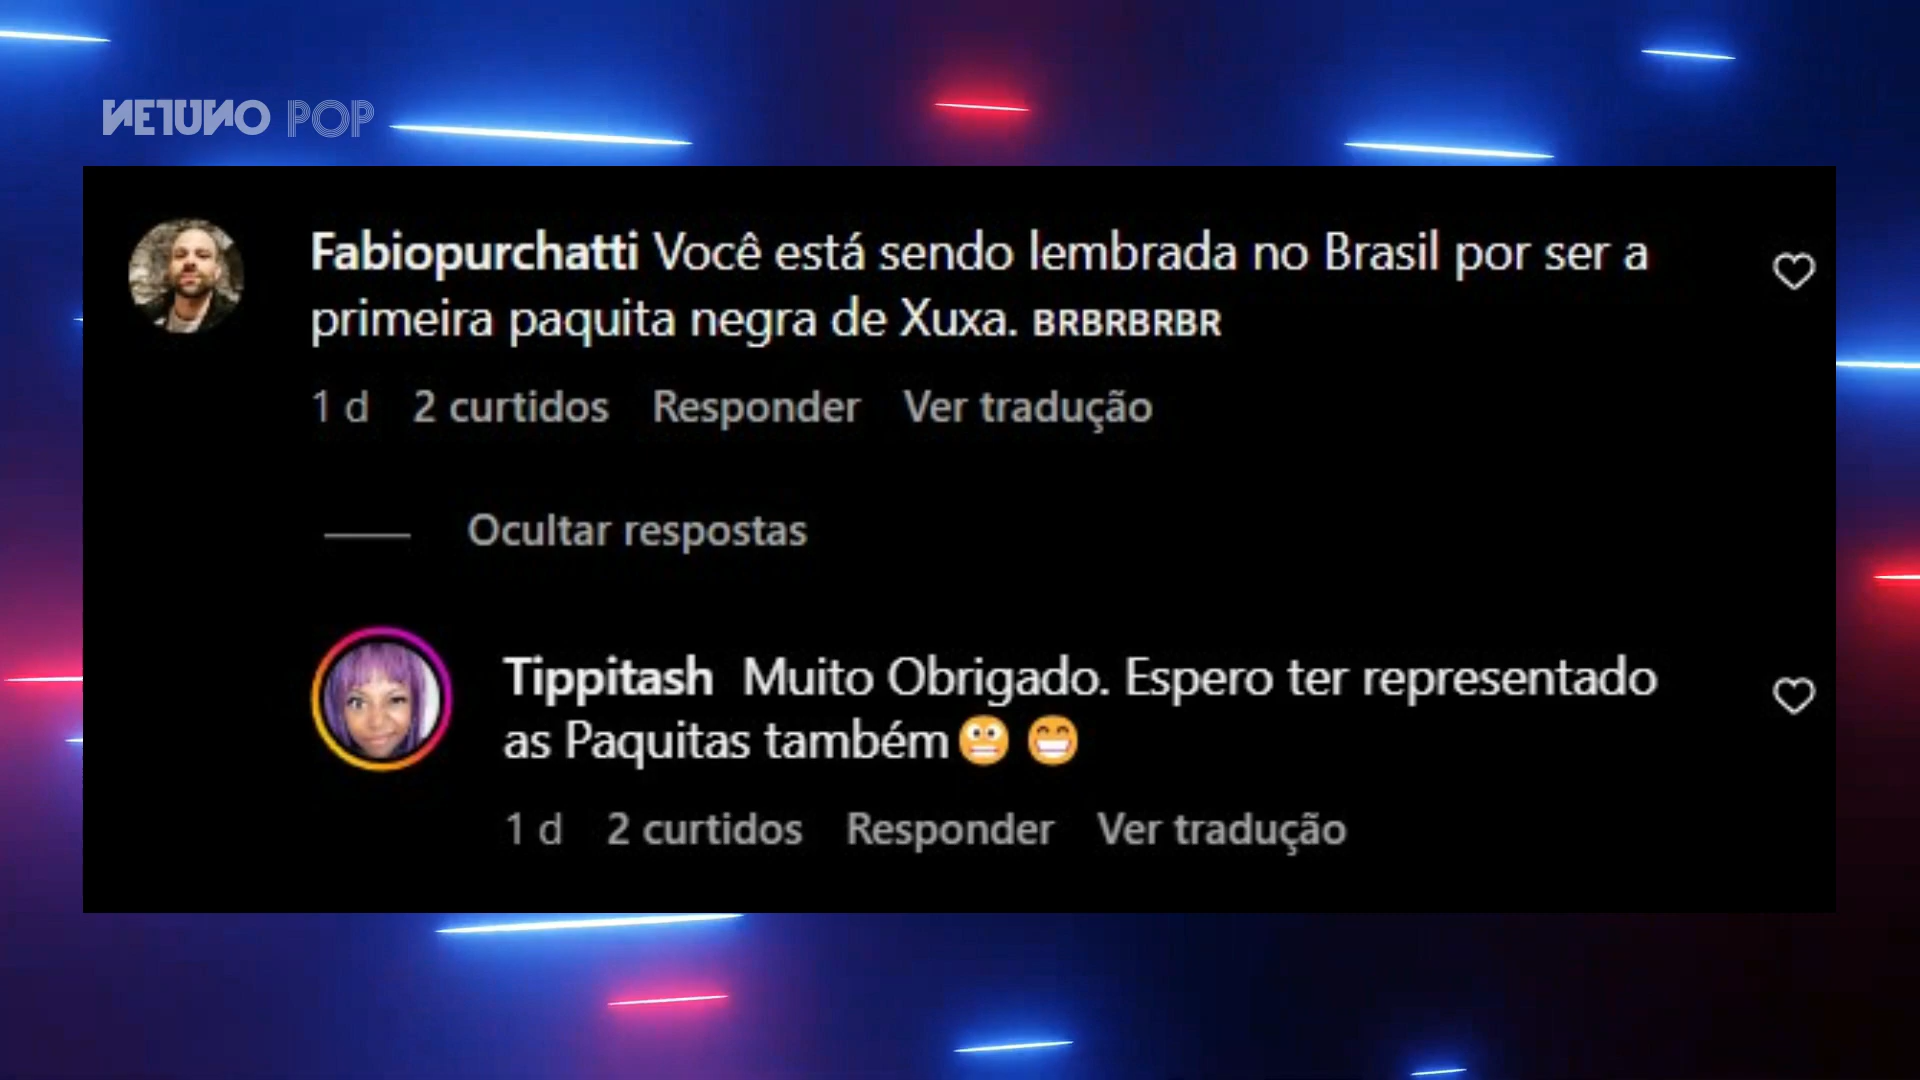 NETUNO POP
Fabiopurchatti Você está sendo lembrada no Brasil por ser a
primeira paquita negra de Xuxa. BRBRBRBR
1 d 2 curtidos Responder Ver tradução
Ocultar respostas
Tippitash Muito Obrigado. Espero ter representado
as Paquitas também😬 😁
1 d 2 curtidos Responder Ver tradução